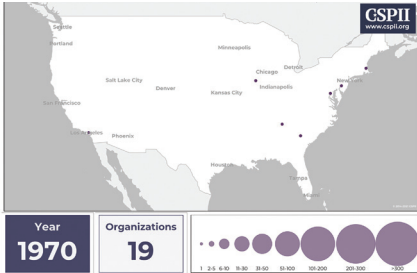 CSPII
www.cspii.org
Seattle
Portland
Minneapolis
Detroit
Chicago
New York
Salt Lake City
Denver
Indianapolis
Kansas City
San Francisco
Los Angeles
Phoenix
Houston
Tampa
Year
1970
Organizations
19
1
2-5
6-10
11-30
31-50
51-100
101-200
201-300
>300